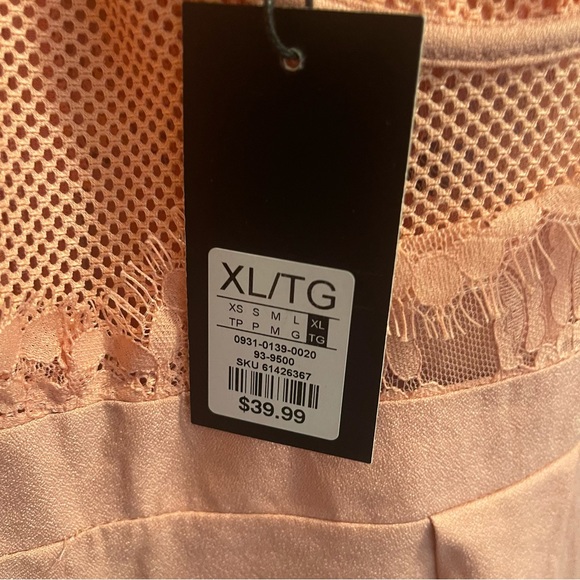 XL/TG
XS S M L XL
TP P M G TG
0931-0139-0020
93-9500
SKU 61426367
$39.99